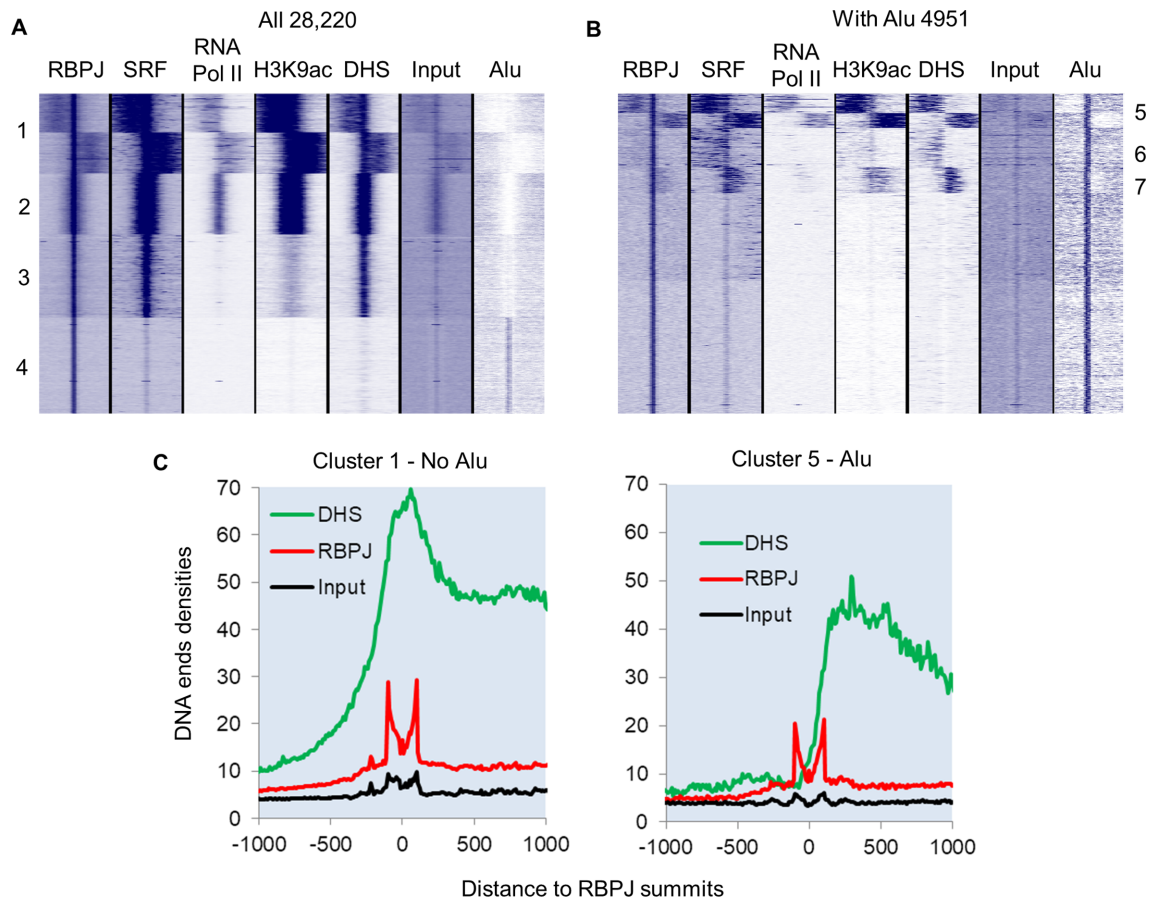 A
All 28,220
RBPJ SRF RNA Pol II H3K9ac DHS Input Alu
1
2
3
4
B
With Alu 4951
RBPJ SRF RNA Pol II H3K9ac DHS Input Alu
5
6
7
C
Cluster 1 - No Alu
DNA ends densities
70
60
50
40
30
20
10
0
DHS
RBPJ
Input
-1000 -500 0 500 1000
Cluster 5 - Alu
70
60
50
40
30
20
10
0
DHS
RBPJ
Input
-1000 -500 0 500 1000
Distance to RBPJ summits